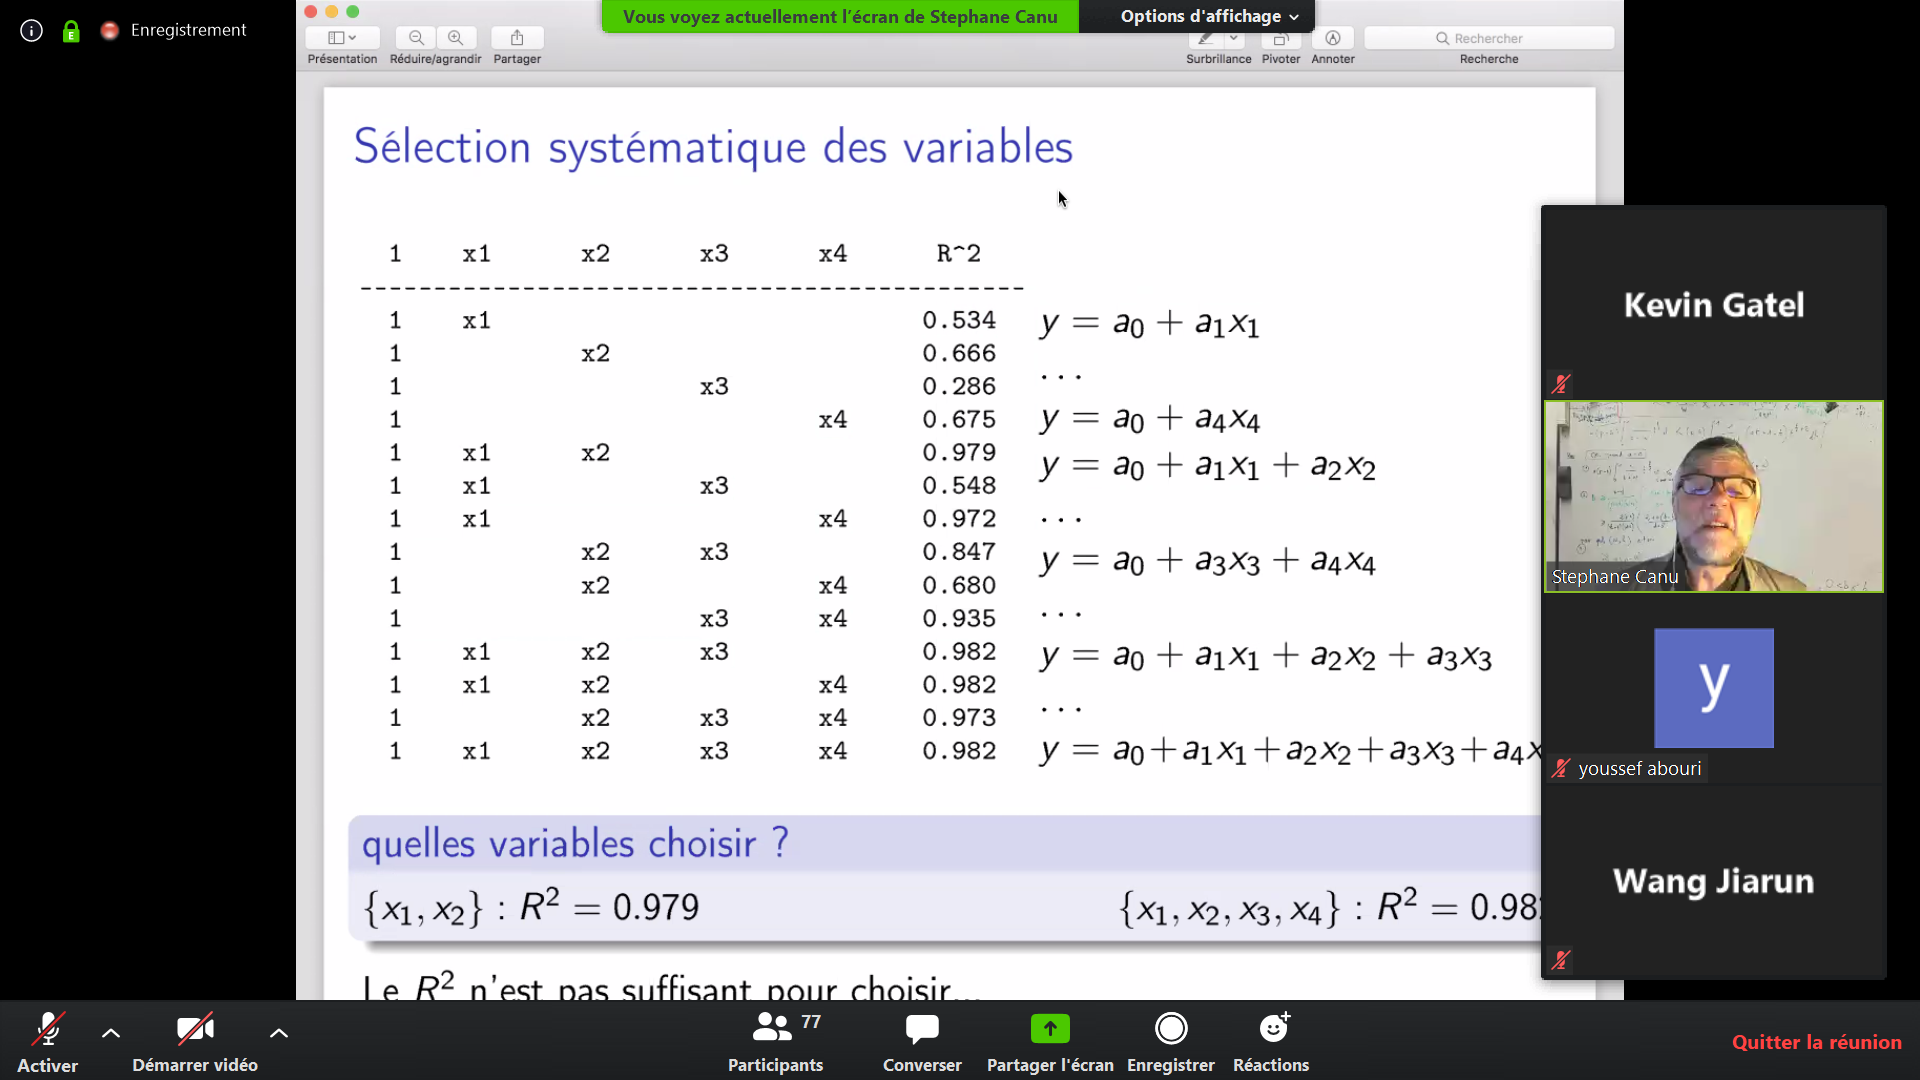 Enregistrement
Vous voyez actuellement l'écran de Stephane Canu
Options d'affichage
Présentation
Réduire/agrandir
Partager
Surbrillance
Pivoter
Annoter
Rechercher
Recherche
Sélection systématique des variables
1 x1 x2 x3 x4 R^2
---------------------------------------------
1 x1 0.534 y = a₀ + a₁x₁
1 x2 0.666
1 x3 0.286 ...
1 x4 0.675 y = a₀ + a₄x₄
1 x1 x2 0.979 y = a₀ + a₁x₁ + a₂x₂
1 x1 x3 0.548
1 x1 x4 0.972 ...
1 x2 x3 0.847 y = a₀ + a₃x₃ + a₄x₄
1 x2 x4 0.680
1 x3 x4 0.935 ...
1 x1 x2 x3 0.982 y = a₀ + a₁x₁ + a₂x₂ + a₃x₃
1 x1 x2 x4 0.982
1 x2 x3 x4 0.973 ...
1 x1 x2 x3 x4 0.982 y = a₀+a₁x₁+a₂x₂+a₃x₃+a₄x
quelles variables choisir ?
{x₁, x₂} : R² = 0.979 {x₁, x₂, x₃, x₄} : R² = 0.98
Le R² n'est pas suffisant pour choisir...
Kevin Gatel
Stephane Canu
y
youssef abouri
Wang Jiarun
Activer
Démarrer vidéo
Participants
77
Converser
Partager l'écran
Enregistrer
Réactions
Quitter la réunion